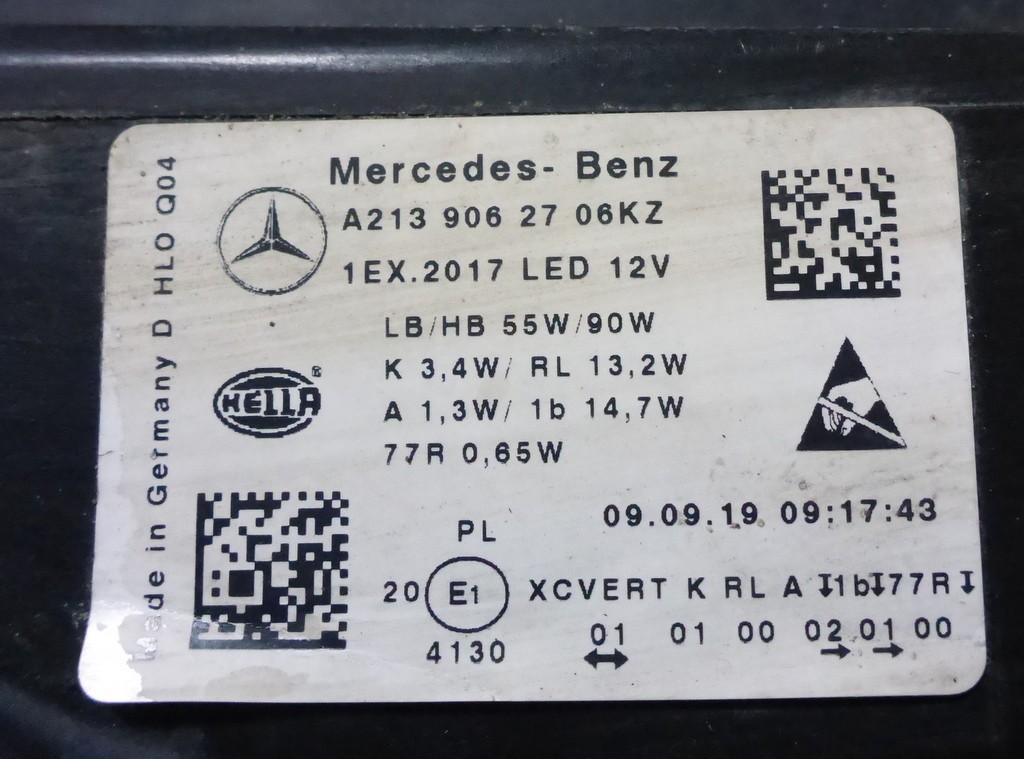 Mercedes- Benz
A213 906 27 06KZ
1EX.2017 LED 12V
LB/HB 55W/90W
K 3,4W/ RL 13,2W
A 1,3W/ 1b 14,7W
77R 0,65W
HELLA®
Made in Germany D HLO Q04
09.09.19 09:17:43
PL
20 E1 XCVERT K RL A ↧1b↧77R↧
01 01 00 02 01 00
4130